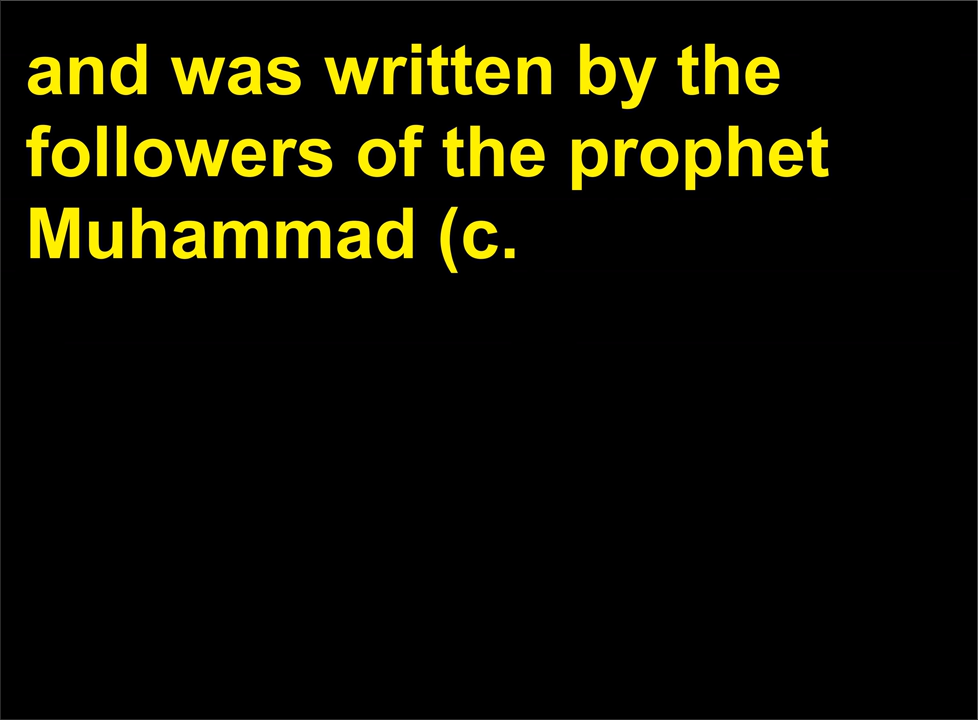 and was written by the
followers of the prophet
Muhammad (c.